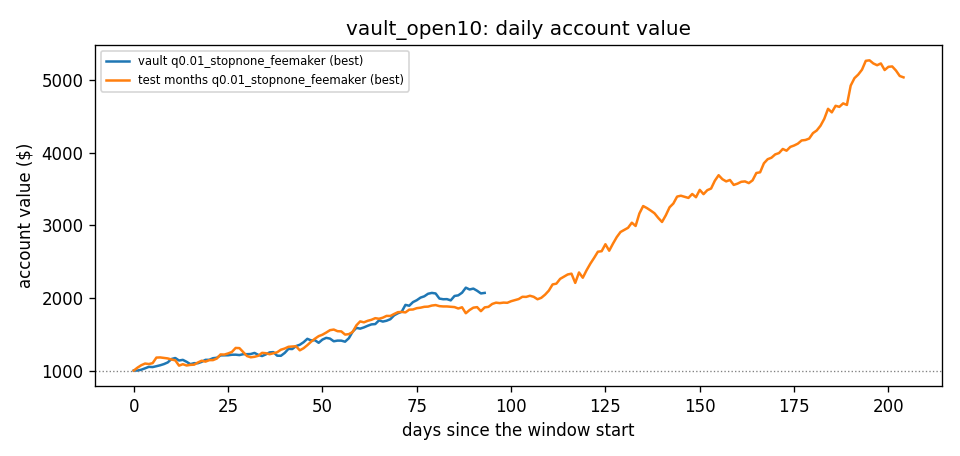 vault_open10: daily account value
vault q0.01_stopnone_feemaker (best)
test months q0.01_stopnone_feemaker (best)
account value ($)
5000
4000
3000
2000
1000
0 25 50 75 100 125 150 175 200
days since the window start